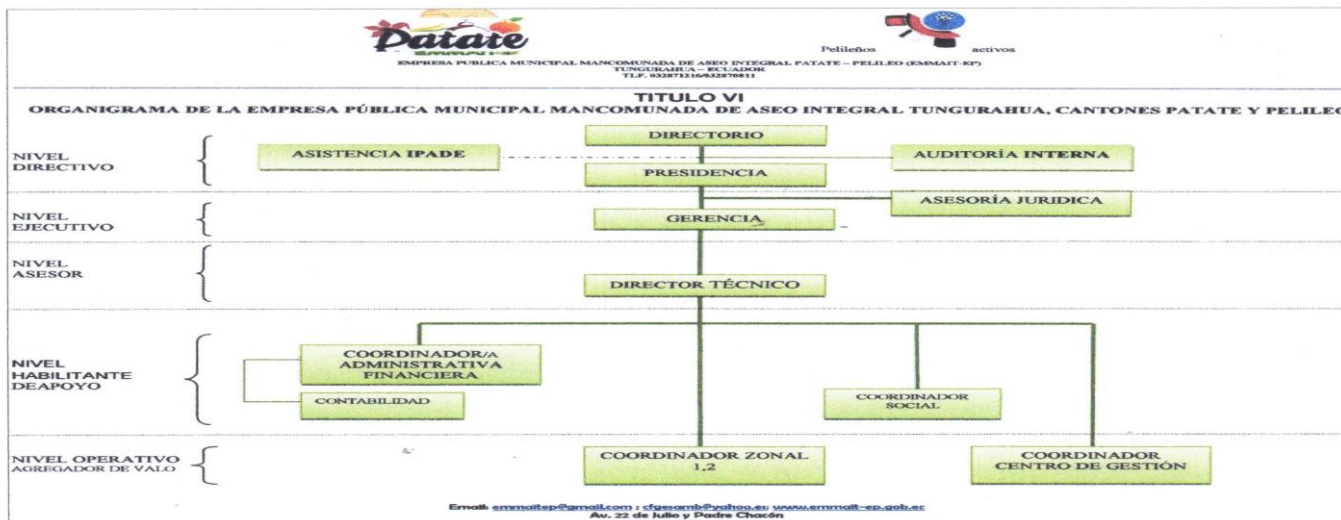 Patate
Pelileños activos
EMPRESA PUBLICA MUNICIPAL MANCOMUNADA DE ASEO INTEGRAL PATATE – PELILEO (EMMAIT-EP)
TUNGURAHUA – ECUADOR
TLF. 032871216/032870811
TITULO VI
ORGANIGRAMA DE LA EMPRESA PÚBLICA MUNICIPAL MANCOMUNADA DE ASEO INTEGRAL TUNGURAHUA, CANTONES PATATE Y PELILEO
NIVEL
DIRECTIVO
DIRECTORIO
ASISTENCIA IPADE
AUDITORÍA INTERNA
PRESIDENCIA
ASESORÍA JURIDICA
NIVEL
EJECUTIVO
GERENCIA
NIVEL
ASESOR
DIRECTOR TÉCNICO
NIVEL
HABILITANTE
DEAPOYO
COORDINADOR/a
ADMINISTRATIVA
FINANCIERA
CONTABILIDAD
COORDINADOR
SOCIAL
NIVEL OPERATIVO
AGREGADOR DE VALO
COORDINADOR ZONAL
1,2
COORDINADOR
CENTRO DE GESTIÓN
Email: emmaitep@gmail.com ; cfgesamb@yahoo.es; www.emmait-ep.gob.ec
Av. 22 de Julio y Padre Chacón